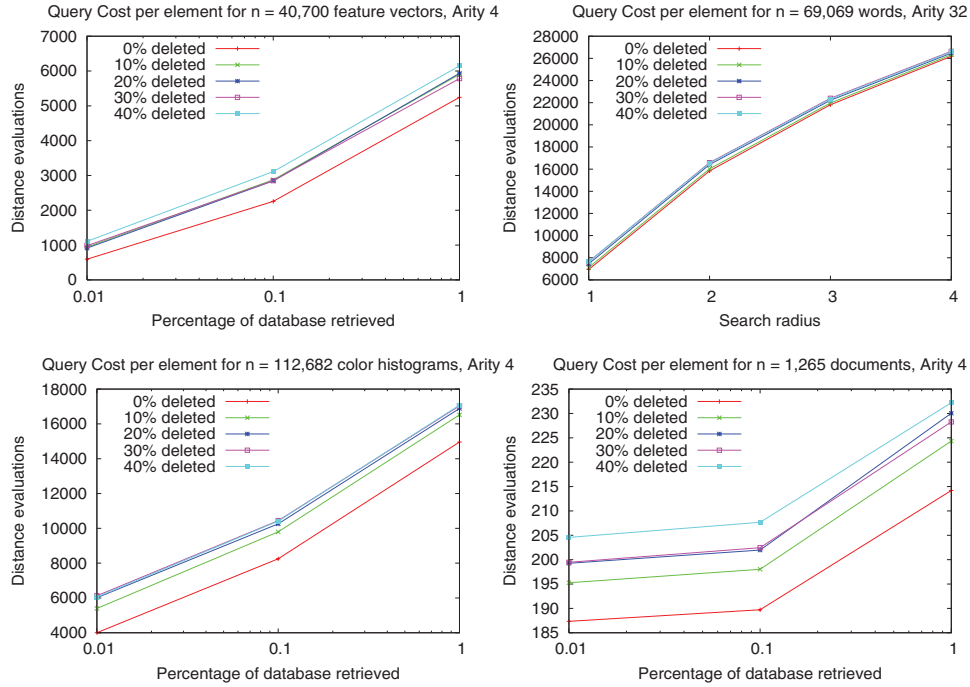 Query Cost per element for n = 40,700 feature vectors, Arity 4
Distance evaluations
7000
6000
5000
4000
3000
2000
1000
0
0% deleted
10% deleted
20% deleted
30% deleted
40% deleted
0.01
0.1
1
Percentage of database retrieved
Query Cost per element for n = 69,069 words, Arity 32
Distance evaluations
28000
26000
24000
22000
20000
18000
16000
14000
12000
10000
8000
6000
0% deleted
10% deleted
20% deleted
30% deleted
40% deleted
1
2
3
4
Search radius
Query Cost per element for n = 112,682 color histograms, Arity 4
Distance evaluations
18000
16000
14000
12000
10000
8000
6000
4000
0% deleted
10% deleted
20% deleted
30% deleted
40% deleted
0.01
0.1
1
Percentage of database retrieved
Query Cost per element for n = 1,265 documents, Arity 4
Distance evaluations
235
230
225
220
215
210
205
200
195
190
185
0% deleted
10% deleted
20% deleted
30% deleted
40% deleted
0.01
0.1
1
Percentage of database retrieved